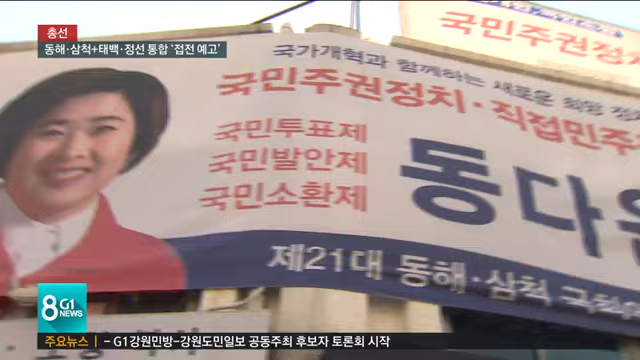 총선
동해·삼척+태백·정선 통합 '접전 예고'
국민주권정치
국가개혁과 함께하는 새로운 희망 정
국민주권정치·직접민주
국민투표제
국민발안제
국민소환제
동다운
제21대 동해·삼척 국회
8 G1 NEWS
주요뉴스 - G1강원민방-강원도민일보 공동주최 후보자 토론회 시작